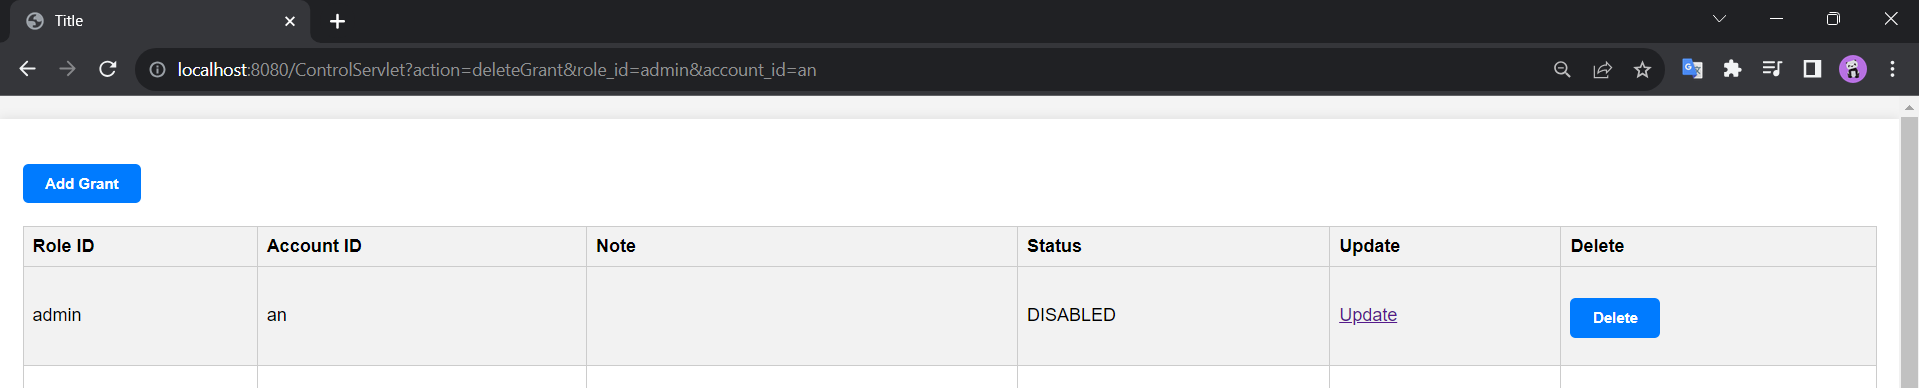 Title
localhost:8080/ControlServlet?action=deleteGrant&role_id=admin&account_id=an
Add Grant
Role ID Account ID Note Status Update Delete
admin an DISABLED Update Delete